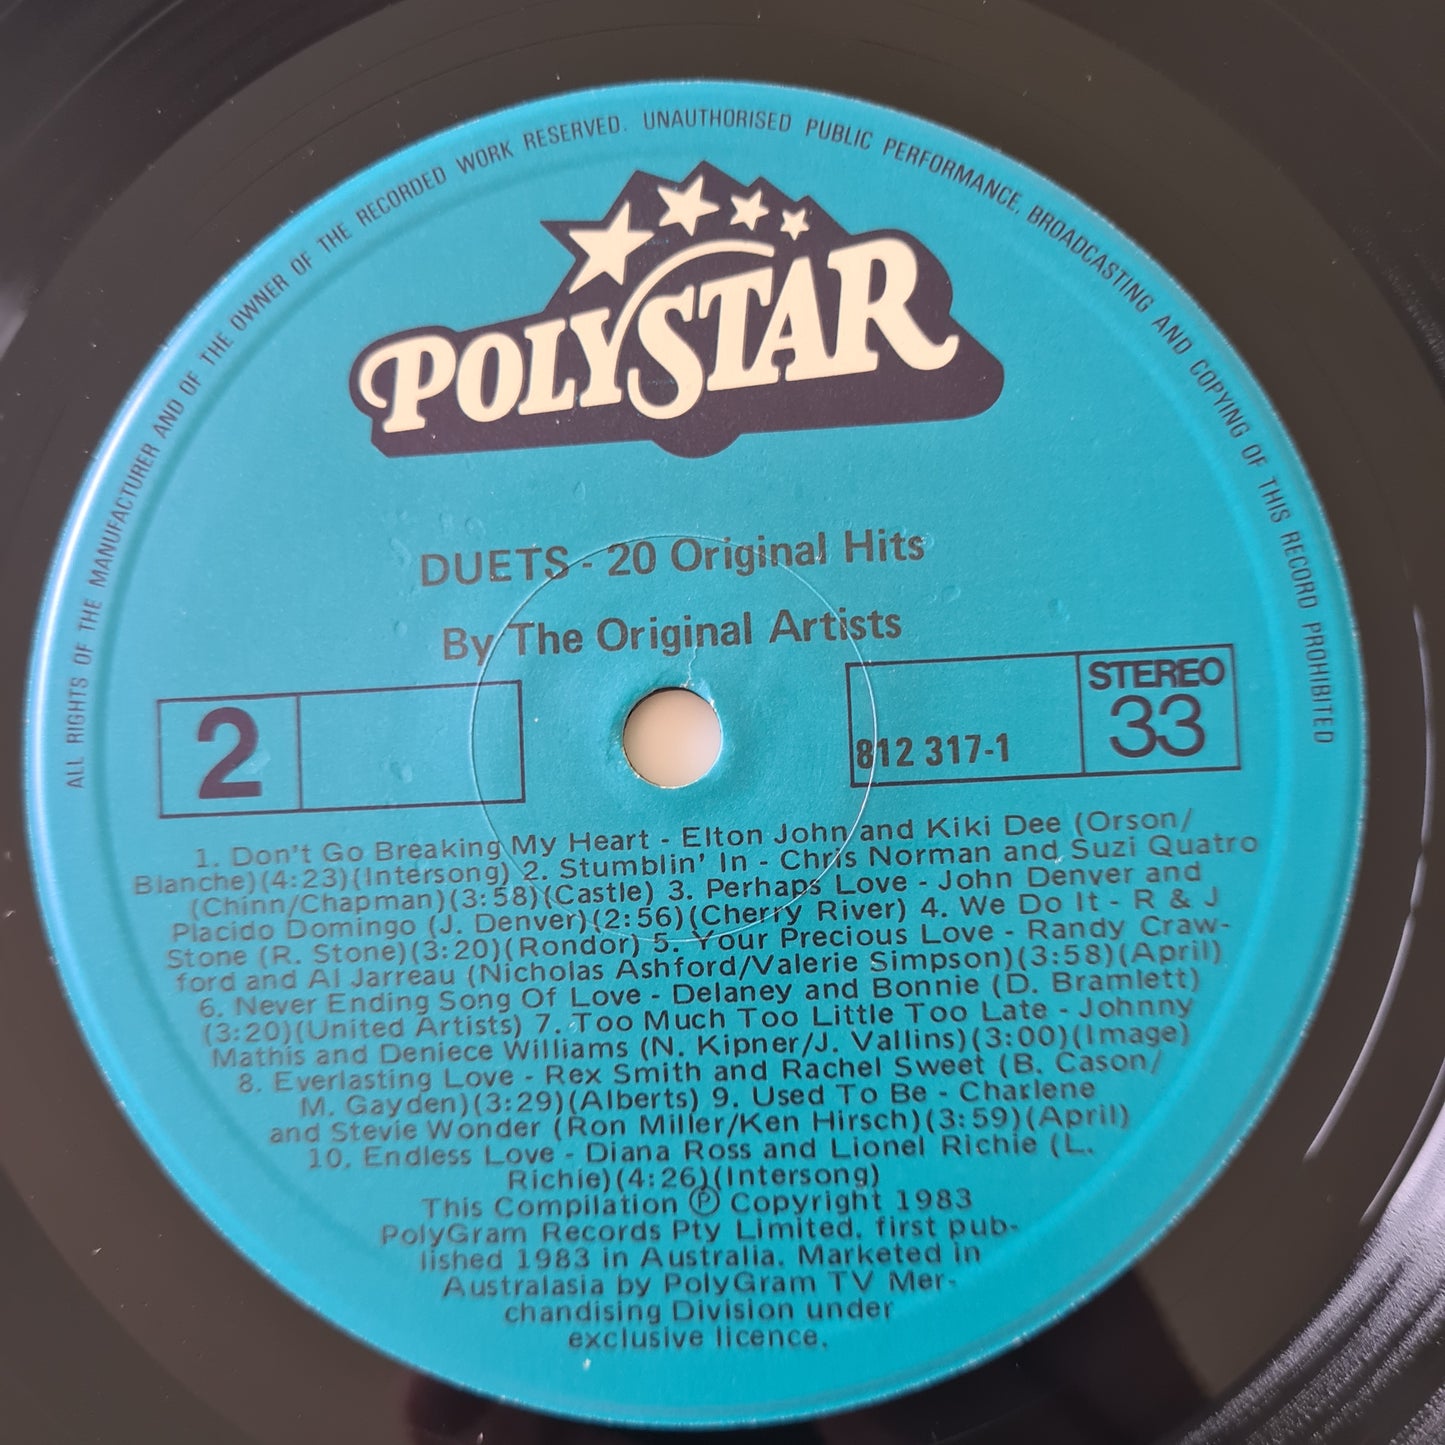 ALL RIGHTS OF THE MANUFACTURER AND OF THE OWNER OF THE RECORDED WORK RESERVED. UNAUTHORISED PUBLIC PERFORMANCE, BROADCASTING AND COPYING OF THIS RECORD PROHIBITED
POLYSTAR
DUETS - 20 Original Hits
By The Original Artists
2
812 317-1
STEREO
33
1. Don't Go Breaking My Heart - Elton John and Kiki Dee (Orson/
Blanche)(4:23)(Intersong) 2. Stumblin' In - Chris Norman and Suzi Quatro
(Chinn/Chapman)(3:58)(Castle) 3. Perhaps Love - John Denver and
Placido Domingo (J. Denver)(2:56)(Cherry River) 4. We Do It - R & J
Stone (R. Stone)(3:20)(Rondor) 5. Your Precious Love - Randy Craw-
ford and Al Jarreau (Nicholas Ashford/Valerie Simpson)(3:58)(April)
6. Never Ending Song Of Love - Delaney and Bonnie (D. Bramlett)
(3:20)(United Artists) 7. Too Much Too Little Too Late - Johnny
Mathis and Deniece Williams (N. Kipner/J. Vallins)(3:00)(Image)
8. Everlasting Love - Rex Smith and Rachel Sweet (B. Cason/
M. Gayden)(3:29)(Alberts) 9. Used To Be - Charlene
and Stevie Wonder (Ron Miller/Ken Hirsch)(3:59)(April)
10. Endless Love - Diana Ross and Lionel Richie (L.
Richie)(4:26)(Intersong)
This Compilation ℗ Copyright 1983
PolyGram Records Pty Limited. first pub-
lished 1983 in Australia. Marketed in
Australasia by PolyGram TV Mer-
chandising Division under
exclusive licence.